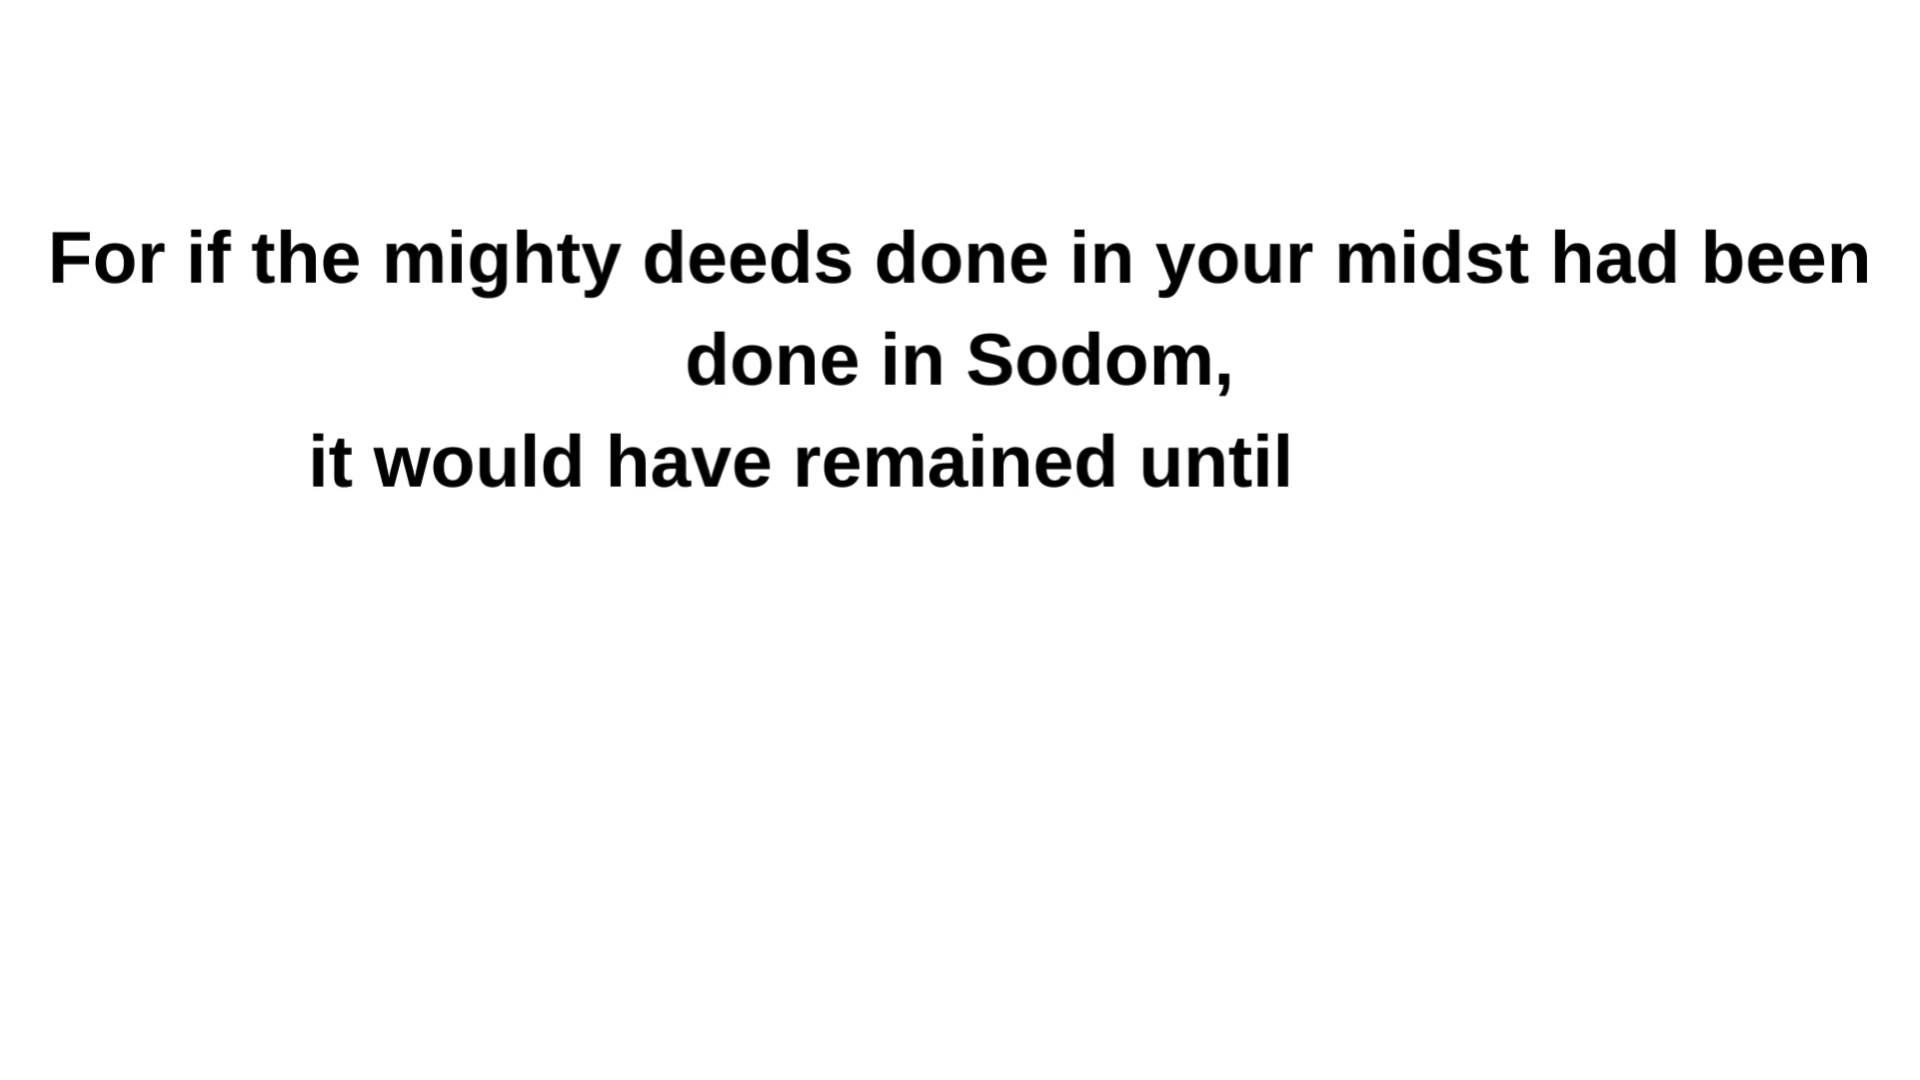 For if the mighty deeds done in your midst had been
done in Sodom,
it would have remained until